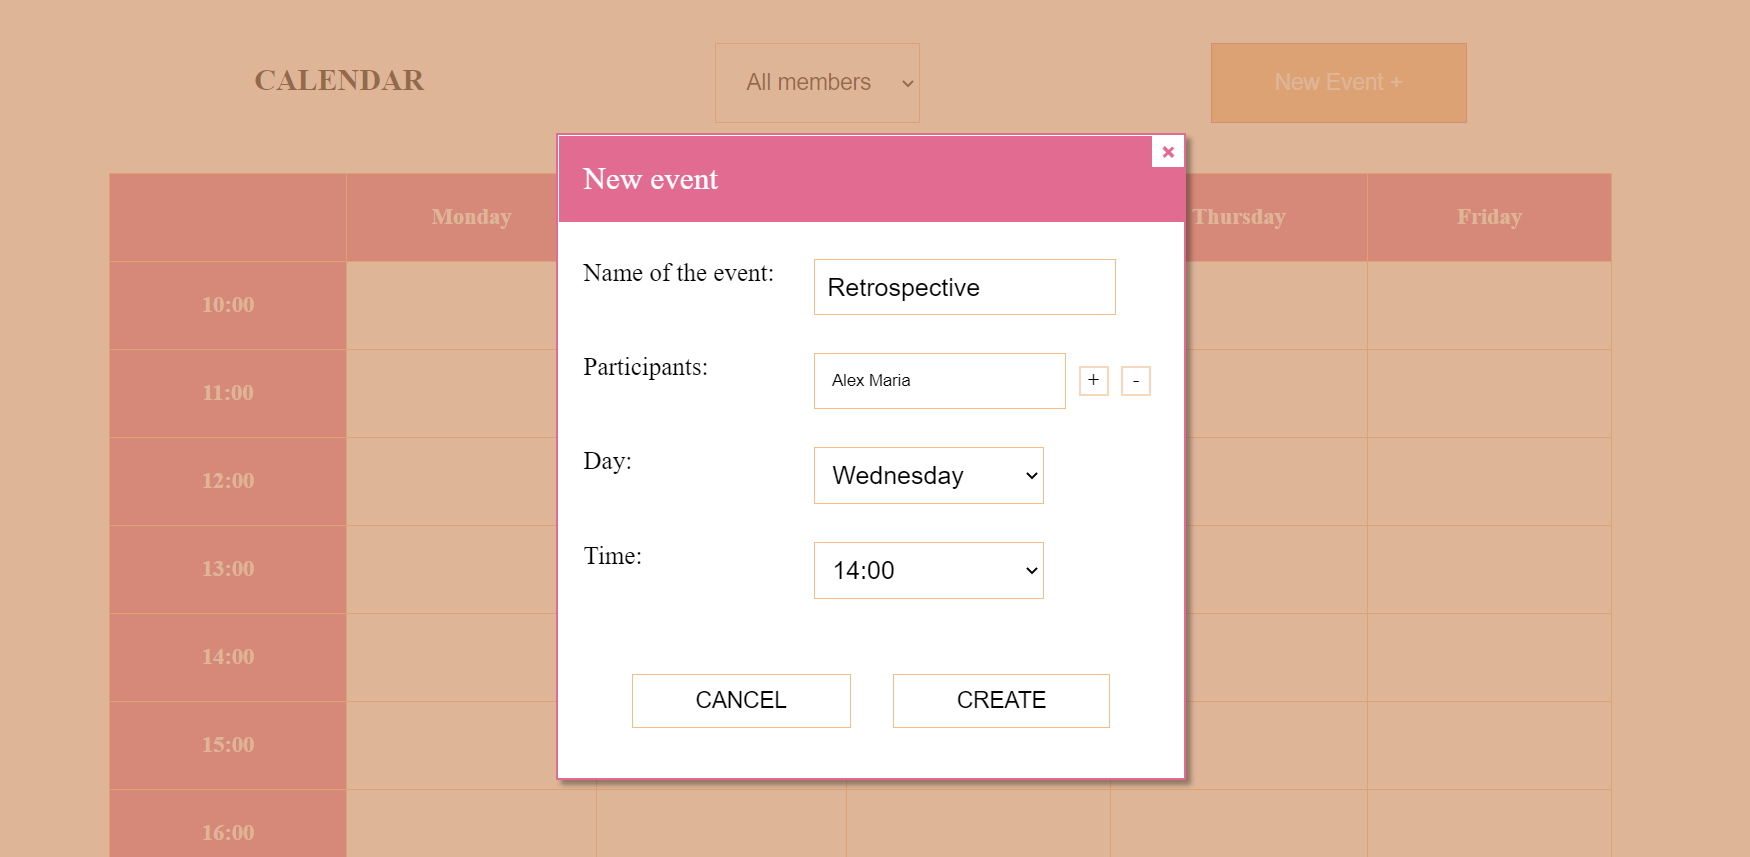 CALENDAR
All members
New Event +
New event
×
Monday
Thursday
Friday
Name of the event:
Retrospective
Participants:
Alex Maria
+
-
Day:
Wednesday
Time:
14:00
CANCEL
CREATE
10:00
11:00
12:00
13:00
14:00
15:00
16:00